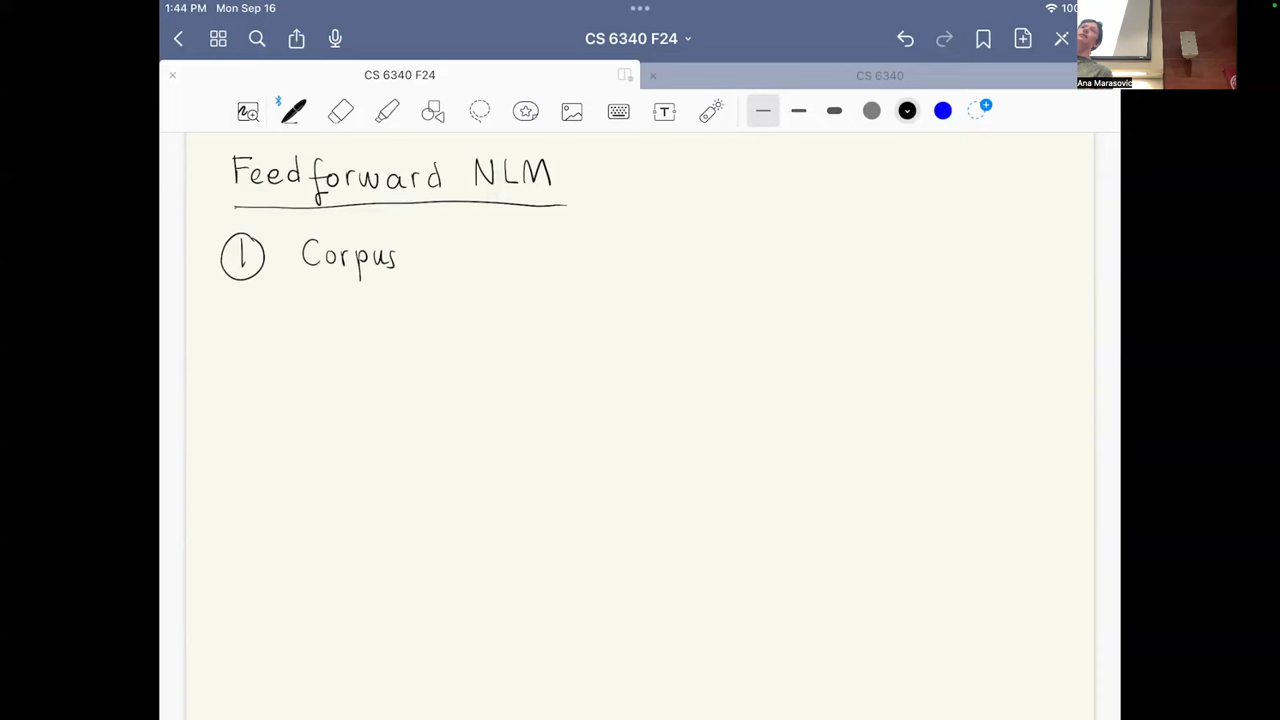 1:44 PM Mon Sep 16
100
CS 6340 F24
Ana Marasovic
CS 6340 F24
CS 6340
T
Feedforward NLM
1 Corpus